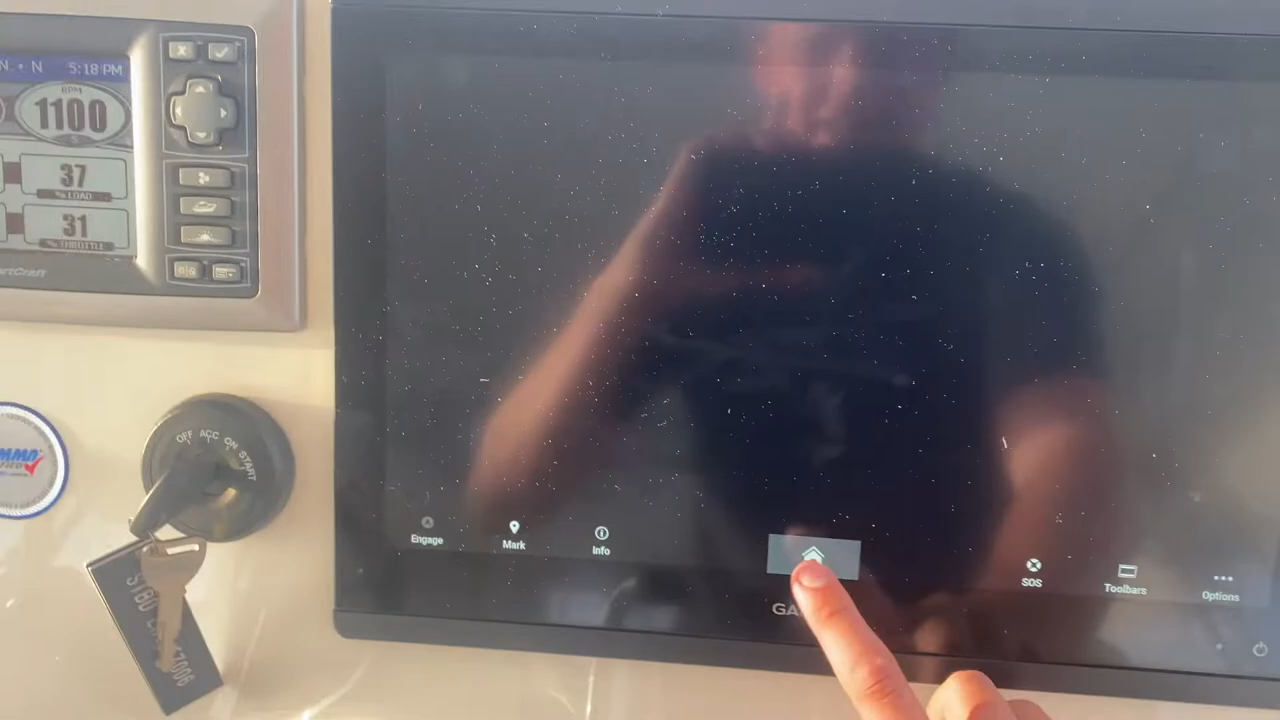 N • N 5:18 PM
RPM
1100
37
% LOAD
31
% THROTTLE
OFF ACC ON START
Engage
Mark
Info
SOS
Toolbars
Options
GA